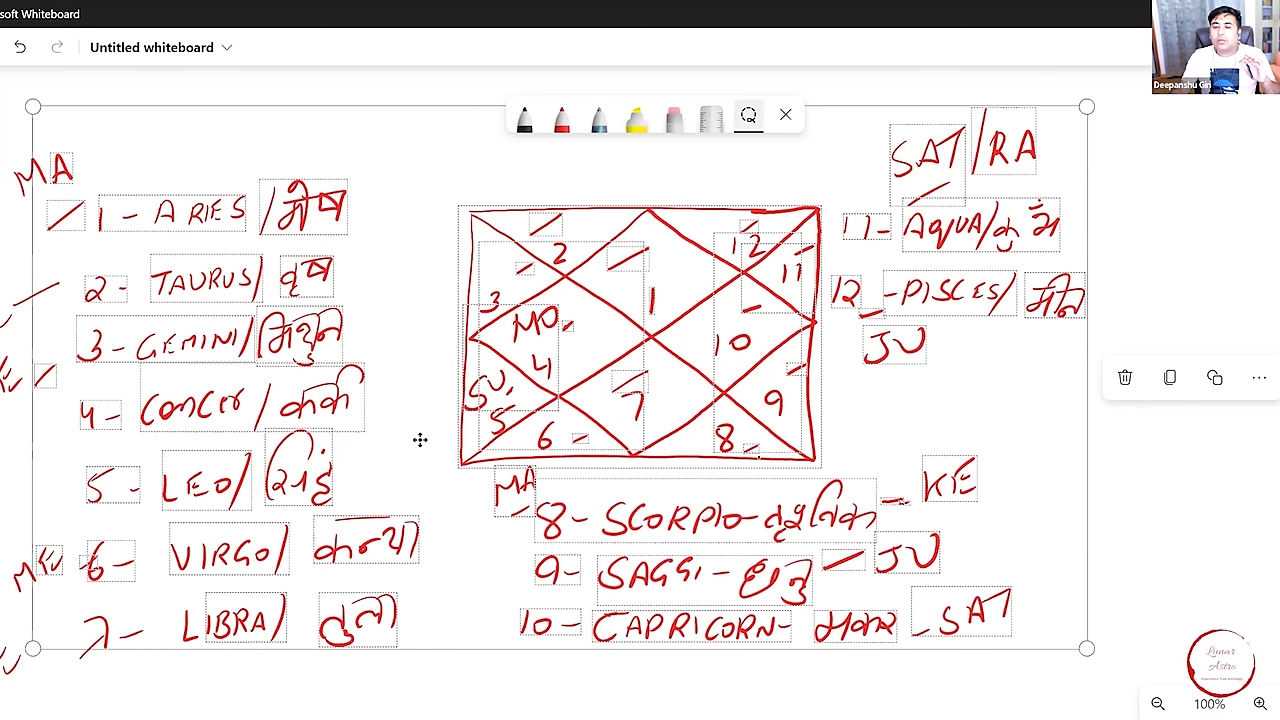 soft Whiteboard
Untitled whiteboard
Deepanshu Giri
MA
1 - ARIES / मेष
2 - TAURUS / वृष
3 - GEMINI / मिथुन
4 - CANCER / कर्क
5 - LEO / सिंह
6 - VIRGO / कन्या
7 - LIBRA / तुला
2
12
11
3
1
MO.
4
10
SU.
5
7
9
6
8
SAT / RA
11 - AQUA / कुंभ
12 - PISCES / मीन
JU
MA
8 - SCORPIO - वृश्चिक - KE
9 - SAGGI - धनु - JU
10 - CAPRICORN - मकर - SAT
Lunar
Astro
100%